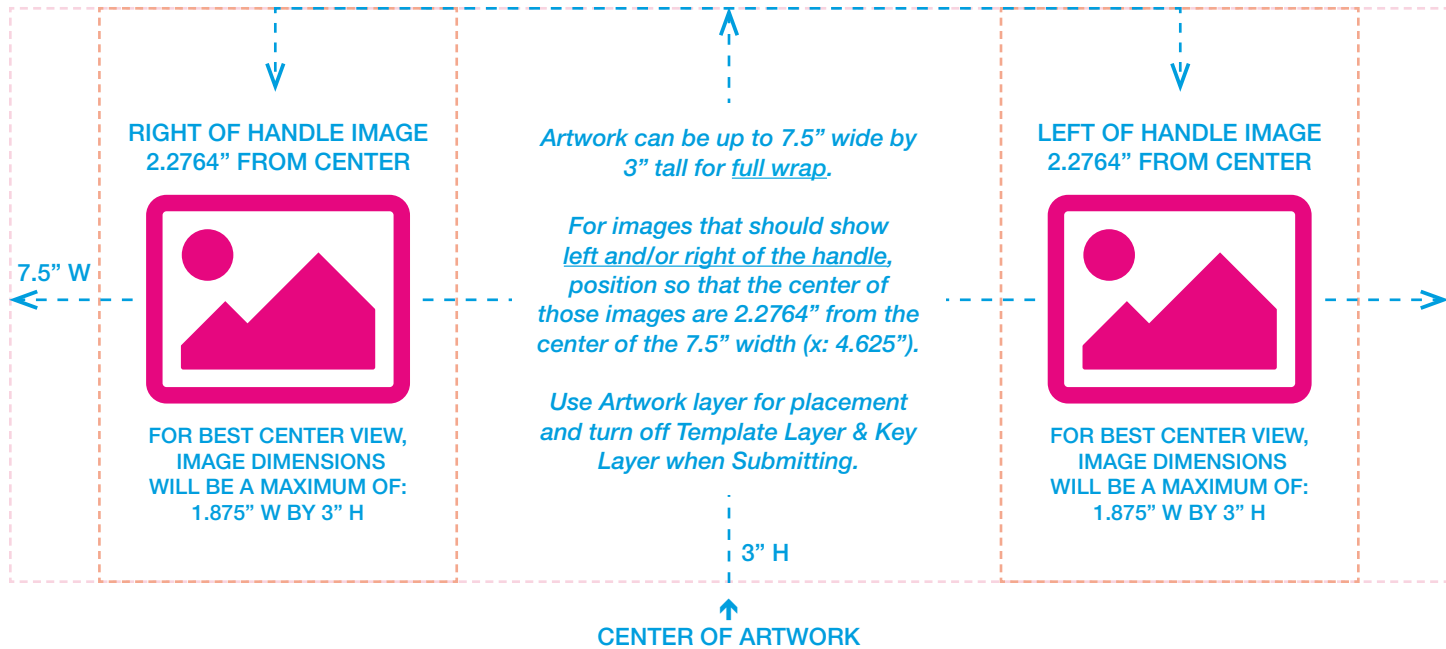 RIGHT OF HANDLE IMAGE
2.2764” FROM CENTER
7.5” W
FOR BEST CENTER VIEW,
IMAGE DIMENSIONS
WILL BE A MAXIMUM OF:
1.875” W BY 3” H
Artwork can be up to 7.5” wide by
3” tall for full wrap.
For images that should show
left and/or right of the handle,
position so that the center of
those images are 2.2764” from the
center of the 7.5” width (x: 4.625”).
Use Artwork layer for placement
and turn off Template Layer & Key
Layer when Submitting.
3” H
CENTER OF ARTWORK
LEFT OF HANDLE IMAGE
2.2764” FROM CENTER
FOR BEST CENTER VIEW,
IMAGE DIMENSIONS
WILL BE A MAXIMUM OF:
1.875” W BY 3” H